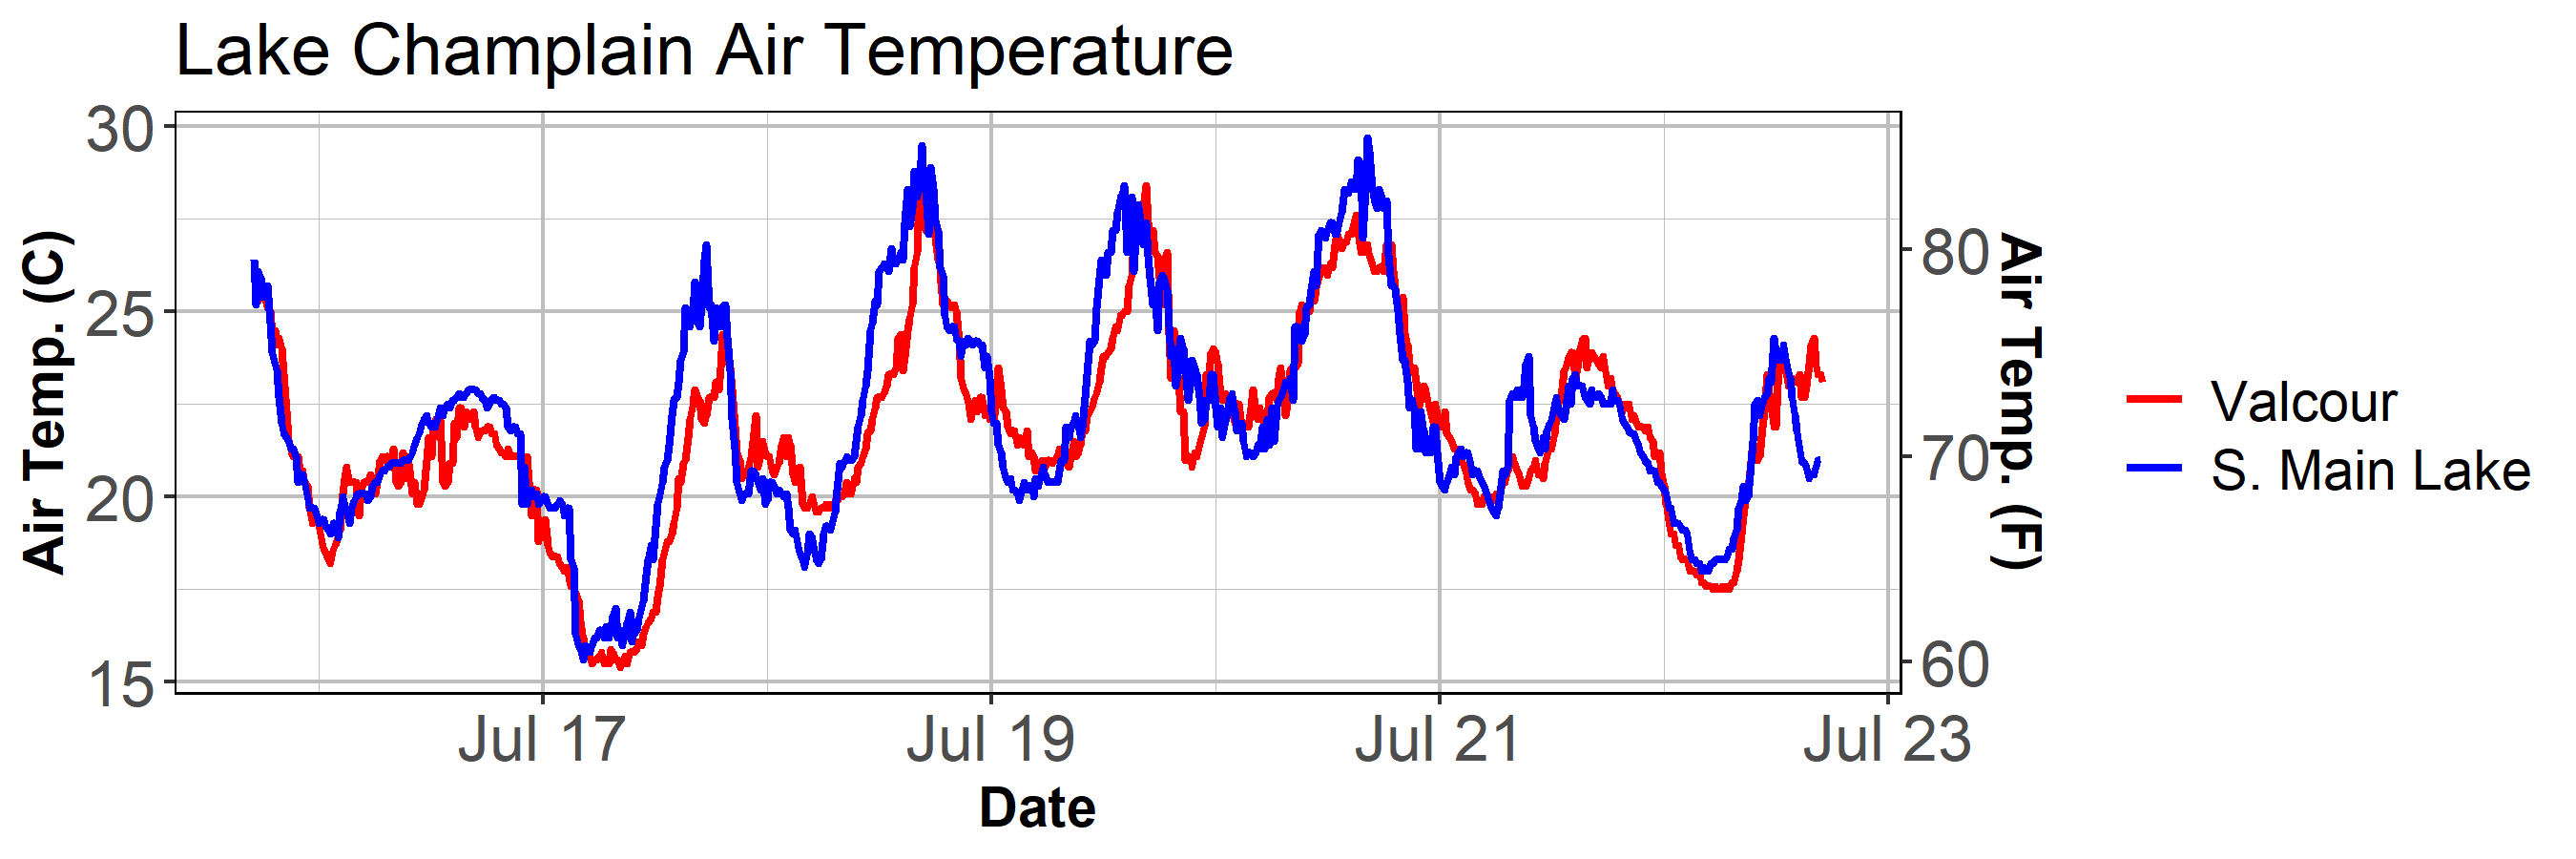 Lake Champlain Air Temperature
30
25
20
15
Air Temp. (C)
80
70
60
Air Temp. (F)
Jul 17
Jul 19
Jul 21
Jul 23
Date
Valcour
S. Main Lake